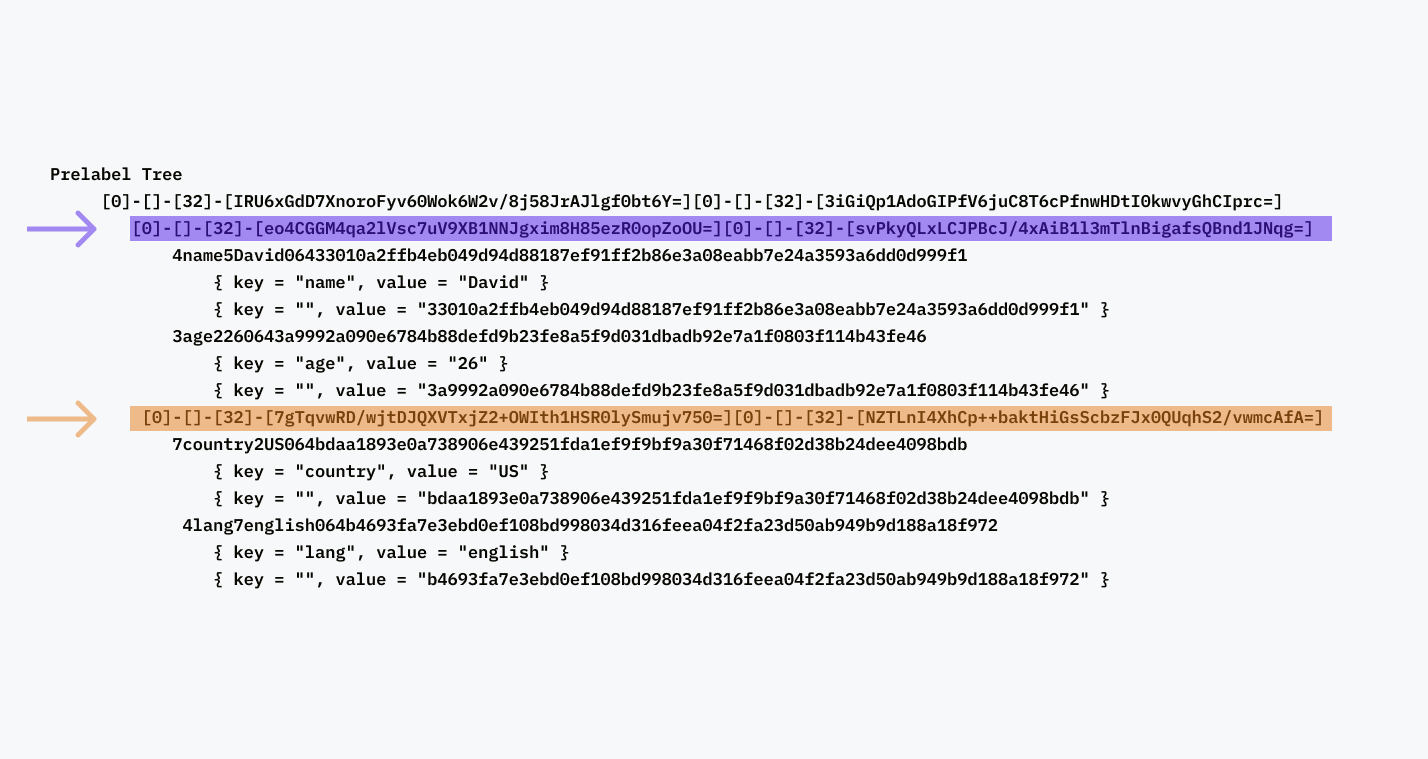 Prelabel Tree
[0]-[]-[32]-[IRU6xGdD7XnoroFyv60Wok6W2v/8j58JrAJlgf0bt6Y=][0]-[]-[32]-[3iGiQp1AdoGIPfV6juC8T6cPfnwHDtI0kwvyGhCIprc=]
[0]-[]-[32]-[eo4CGGM4qa2lVsc7uV9XB1NNJgxim8H85ezR0opZoOU=][0]-[]-[32]-[svPkyQLxLCJPBcJ/4xAiB1l3mTlnBigafsQBnd1JNqg=]
4name5David06433010a2ffb4eb049d94d88187ef91ff2b86e3a08eabb7e24a3593a6dd0d999f1
{ key = "name", value = "David" }
{ key = "", value = "33010a2ffb4eb049d94d88187ef91ff2b86e3a08eabb7e24a3593a6dd0d999f1" }
3age2260643a9992a090e6784b88defd9b23fe8a5f9d031dbadb92e7a1f0803f114b43fe46
{ key = "age", value = "26" }
{ key = "", value = "3a9992a090e6784b88defd9b23fe8a5f9d031dbadb92e7a1f0803f114b43fe46" }
[0]-[]-[32]-[7gTqvwRD/wjtDJQXVTxjZ2+OWIth1HSR0lySmujv750=][0]-[]-[32]-[NZTLnI4XhCp++baktHiGsScbzFJx0QUqhS2/vwmcAfA=]
7country2US064bdaa1893e0a738906e439251fda1ef9f9bf9a30f71468f02d38b24dee4098bdb
{ key = "country", value = "US" }
{ key = "", value = "bdaa1893e0a738906e439251fda1ef9f9bf9a30f71468f02d38b24dee4098bdb" }
4lang7english064b4693fa7e3ebd0ef108bd998034d316feea04f2fa23d50ab949b9d188a18f972
{ key = "lang", value = "english" }
{ key = "", value = "b4693fa7e3ebd0ef108bd998034d316feea04f2fa23d50ab949b9d188a18f972" }